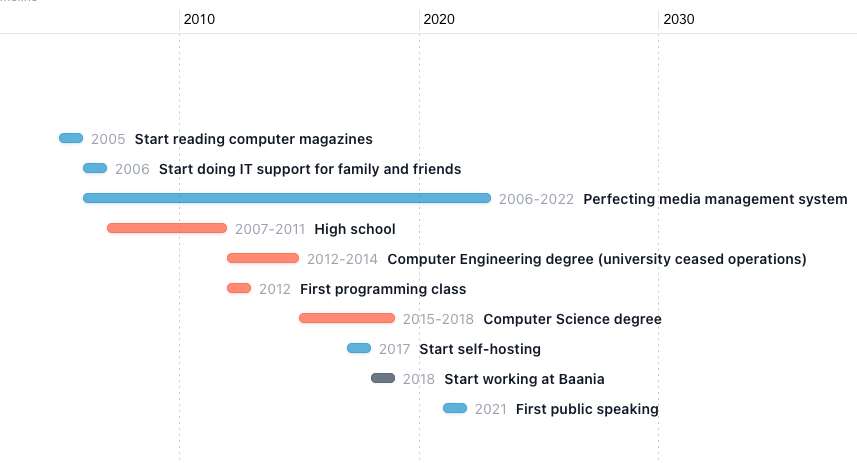 2010 2020 2030
2005 Start reading computer magazines
2006 Start doing IT support for family and friends
2006-2022 Perfecting media management system
2007-2011 High school
2012-2014 Computer Engineering degree (university ceased operations)
2012 First programming class
2015-2018 Computer Science degree
2017 Start self-hosting
2018 Start working at Baania
2021 First public speaking